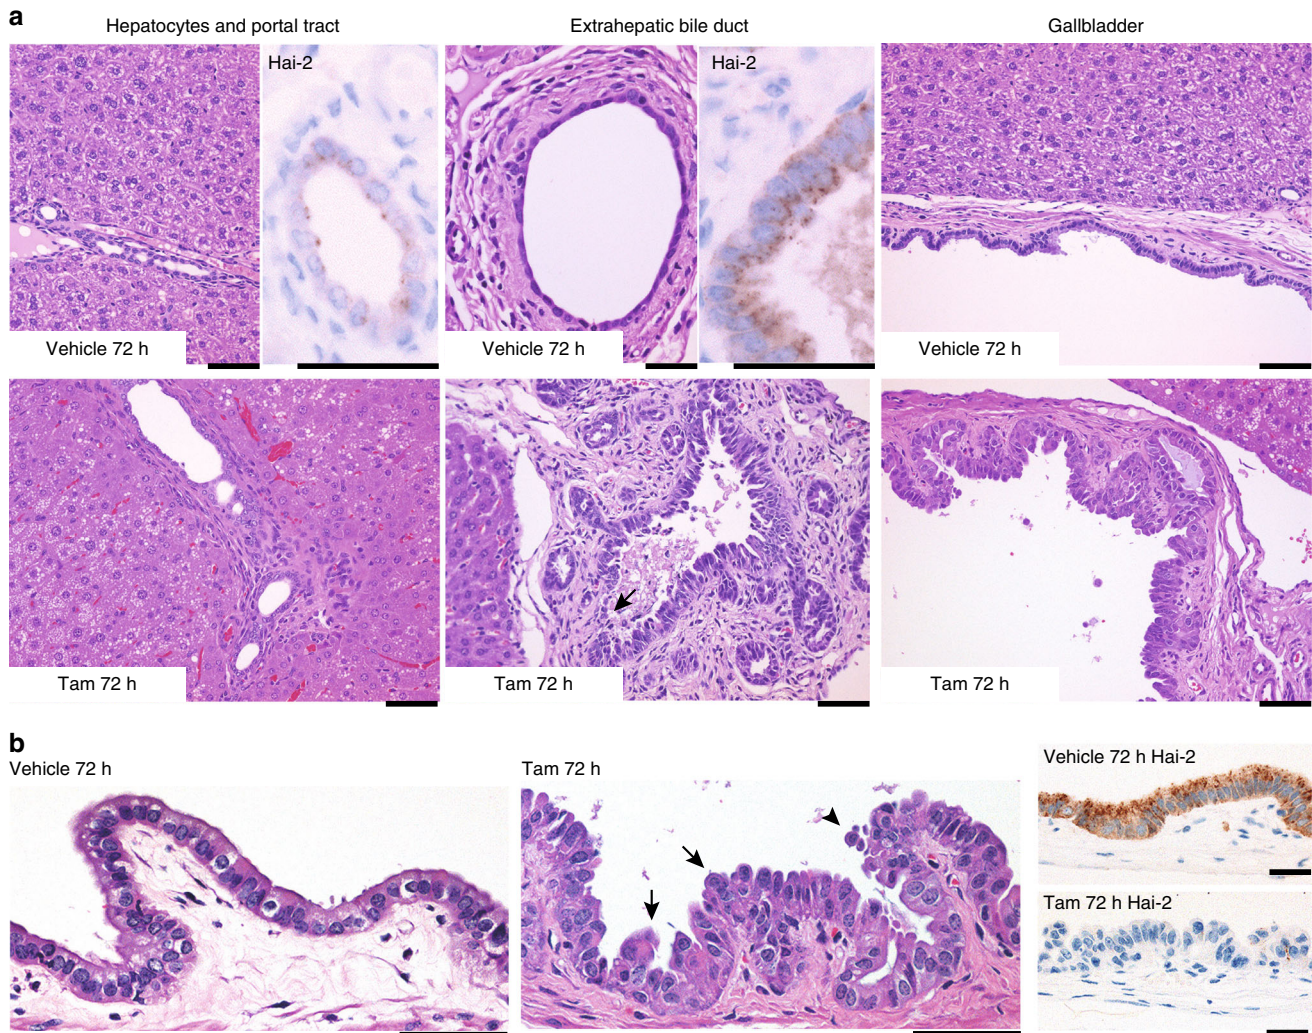 a
Hepatocytes and portal tract
Extrahepatic bile duct
Gallbladder
Hai-2
Hai-2
Vehicle 72 h
Vehicle 72 h
Vehicle 72 h
Tam 72 h
Tam 72 h
Tam 72 h
b
Vehicle 72 h
Tam 72 h
Vehicle 72 h Hai-2
Tam 72 h Hai-2